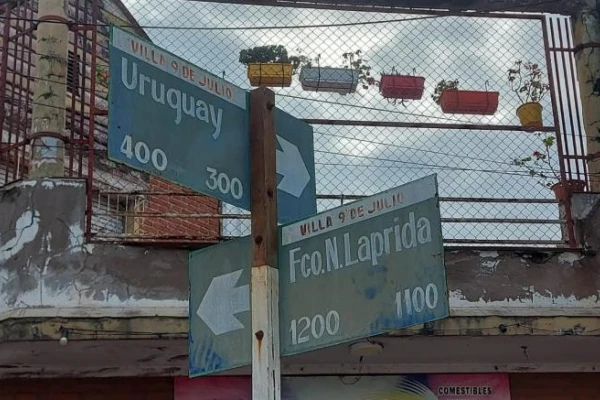 VILLA 9 DE JULIO
Uruguay
400 300
VILLA 9 DE JULIO
Fco. N. Laprida
1200 1100
COMESTIBLES